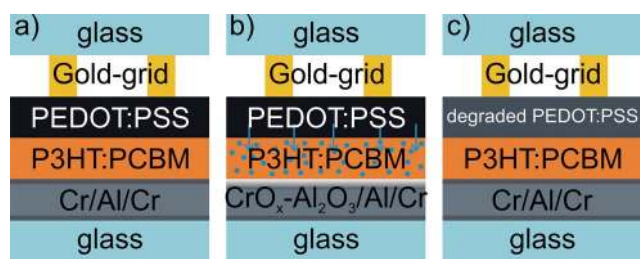 a)
glass
Gold-grid
PEDOT:PSS
P3HT:PCBM
Cr/Al/Cr
glass
b)
glass
Gold-grid
PEDOT:PSS
P3HT:PCBM
CrOₓ-Al₂O₃/Al/Cr
glass
c)
glass
Gold-grid
degraded PEDOT:PSS
P3HT:PCBM
Cr/Al/Cr
glass